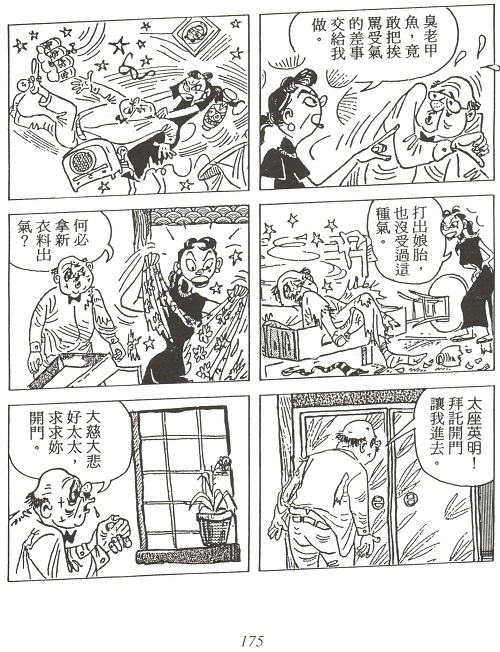 臭老甲
魚，竟
敢把挨
罵受氣
的差事
交給我
做。
打出娘胎，
也沒受過這
種氣。
何必
拿新
衣料出
氣？
太座英明！
拜託開門
讓我進去。
大慈大悲
好太太，
求求妳
開門。
175